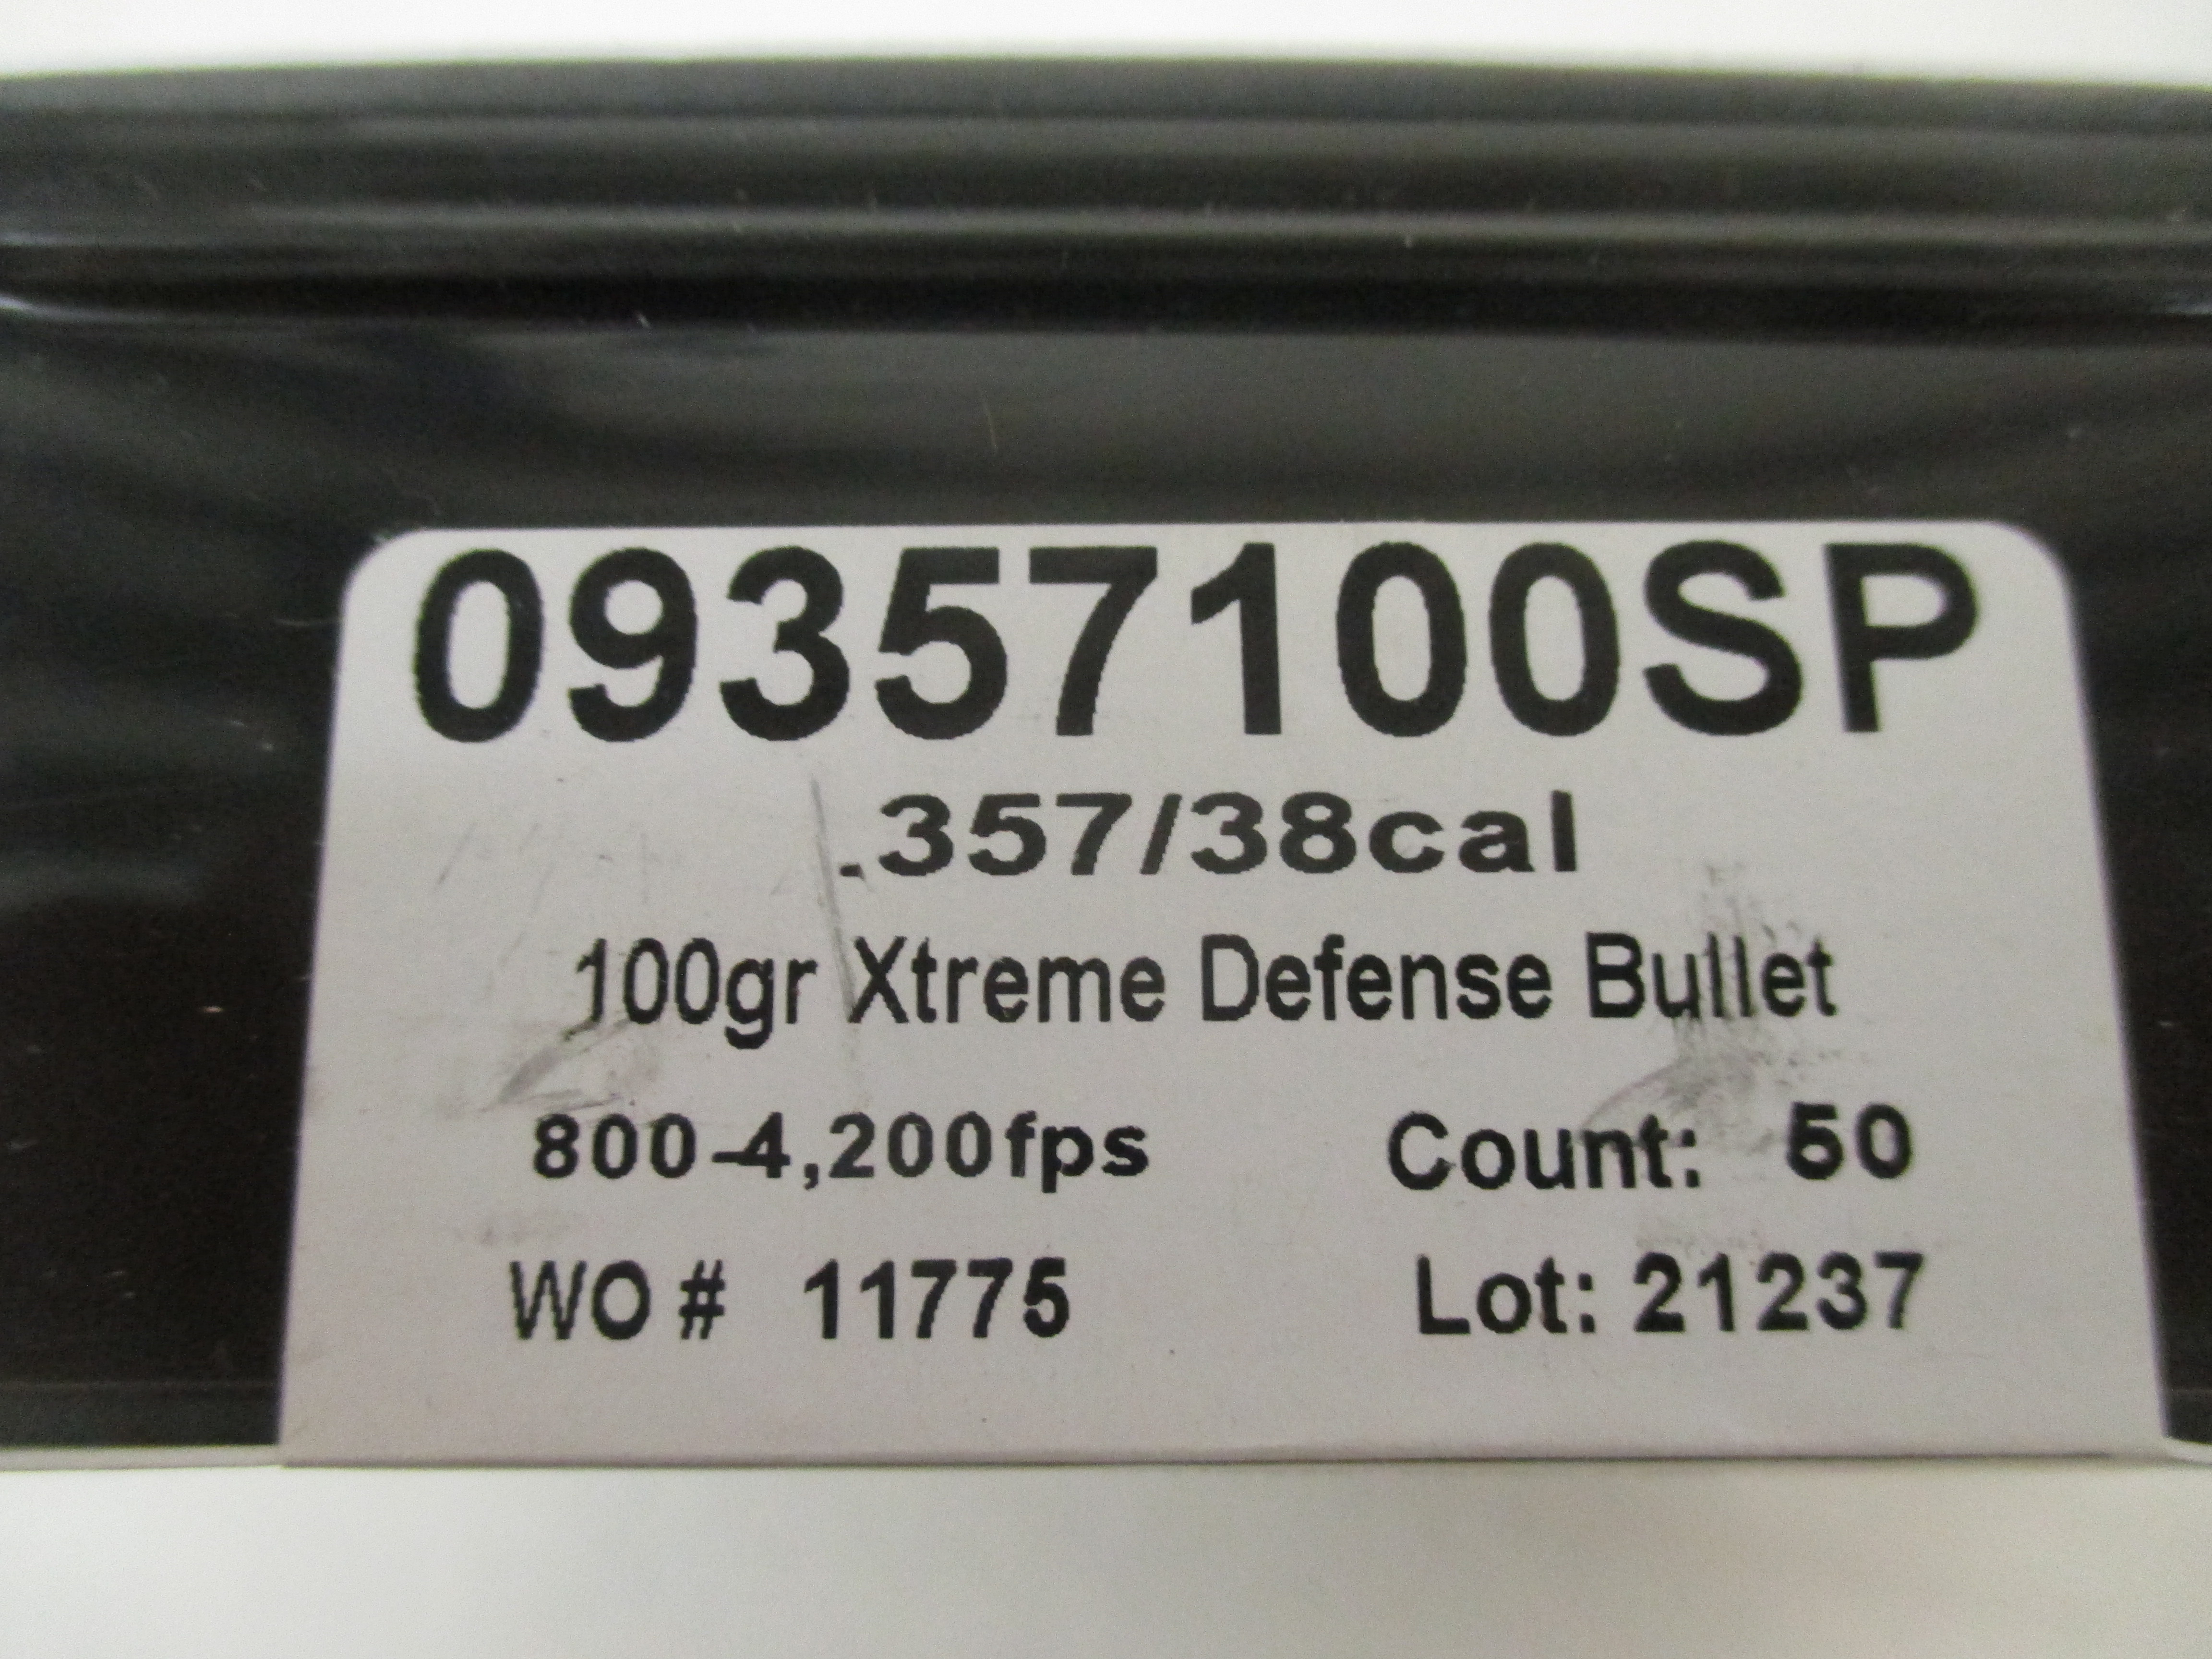 09357100SP
.357/38cal
100gr Xtreme Defense Bullet
800-4,200fps Count: 50
WO # 11775 Lot: 21237